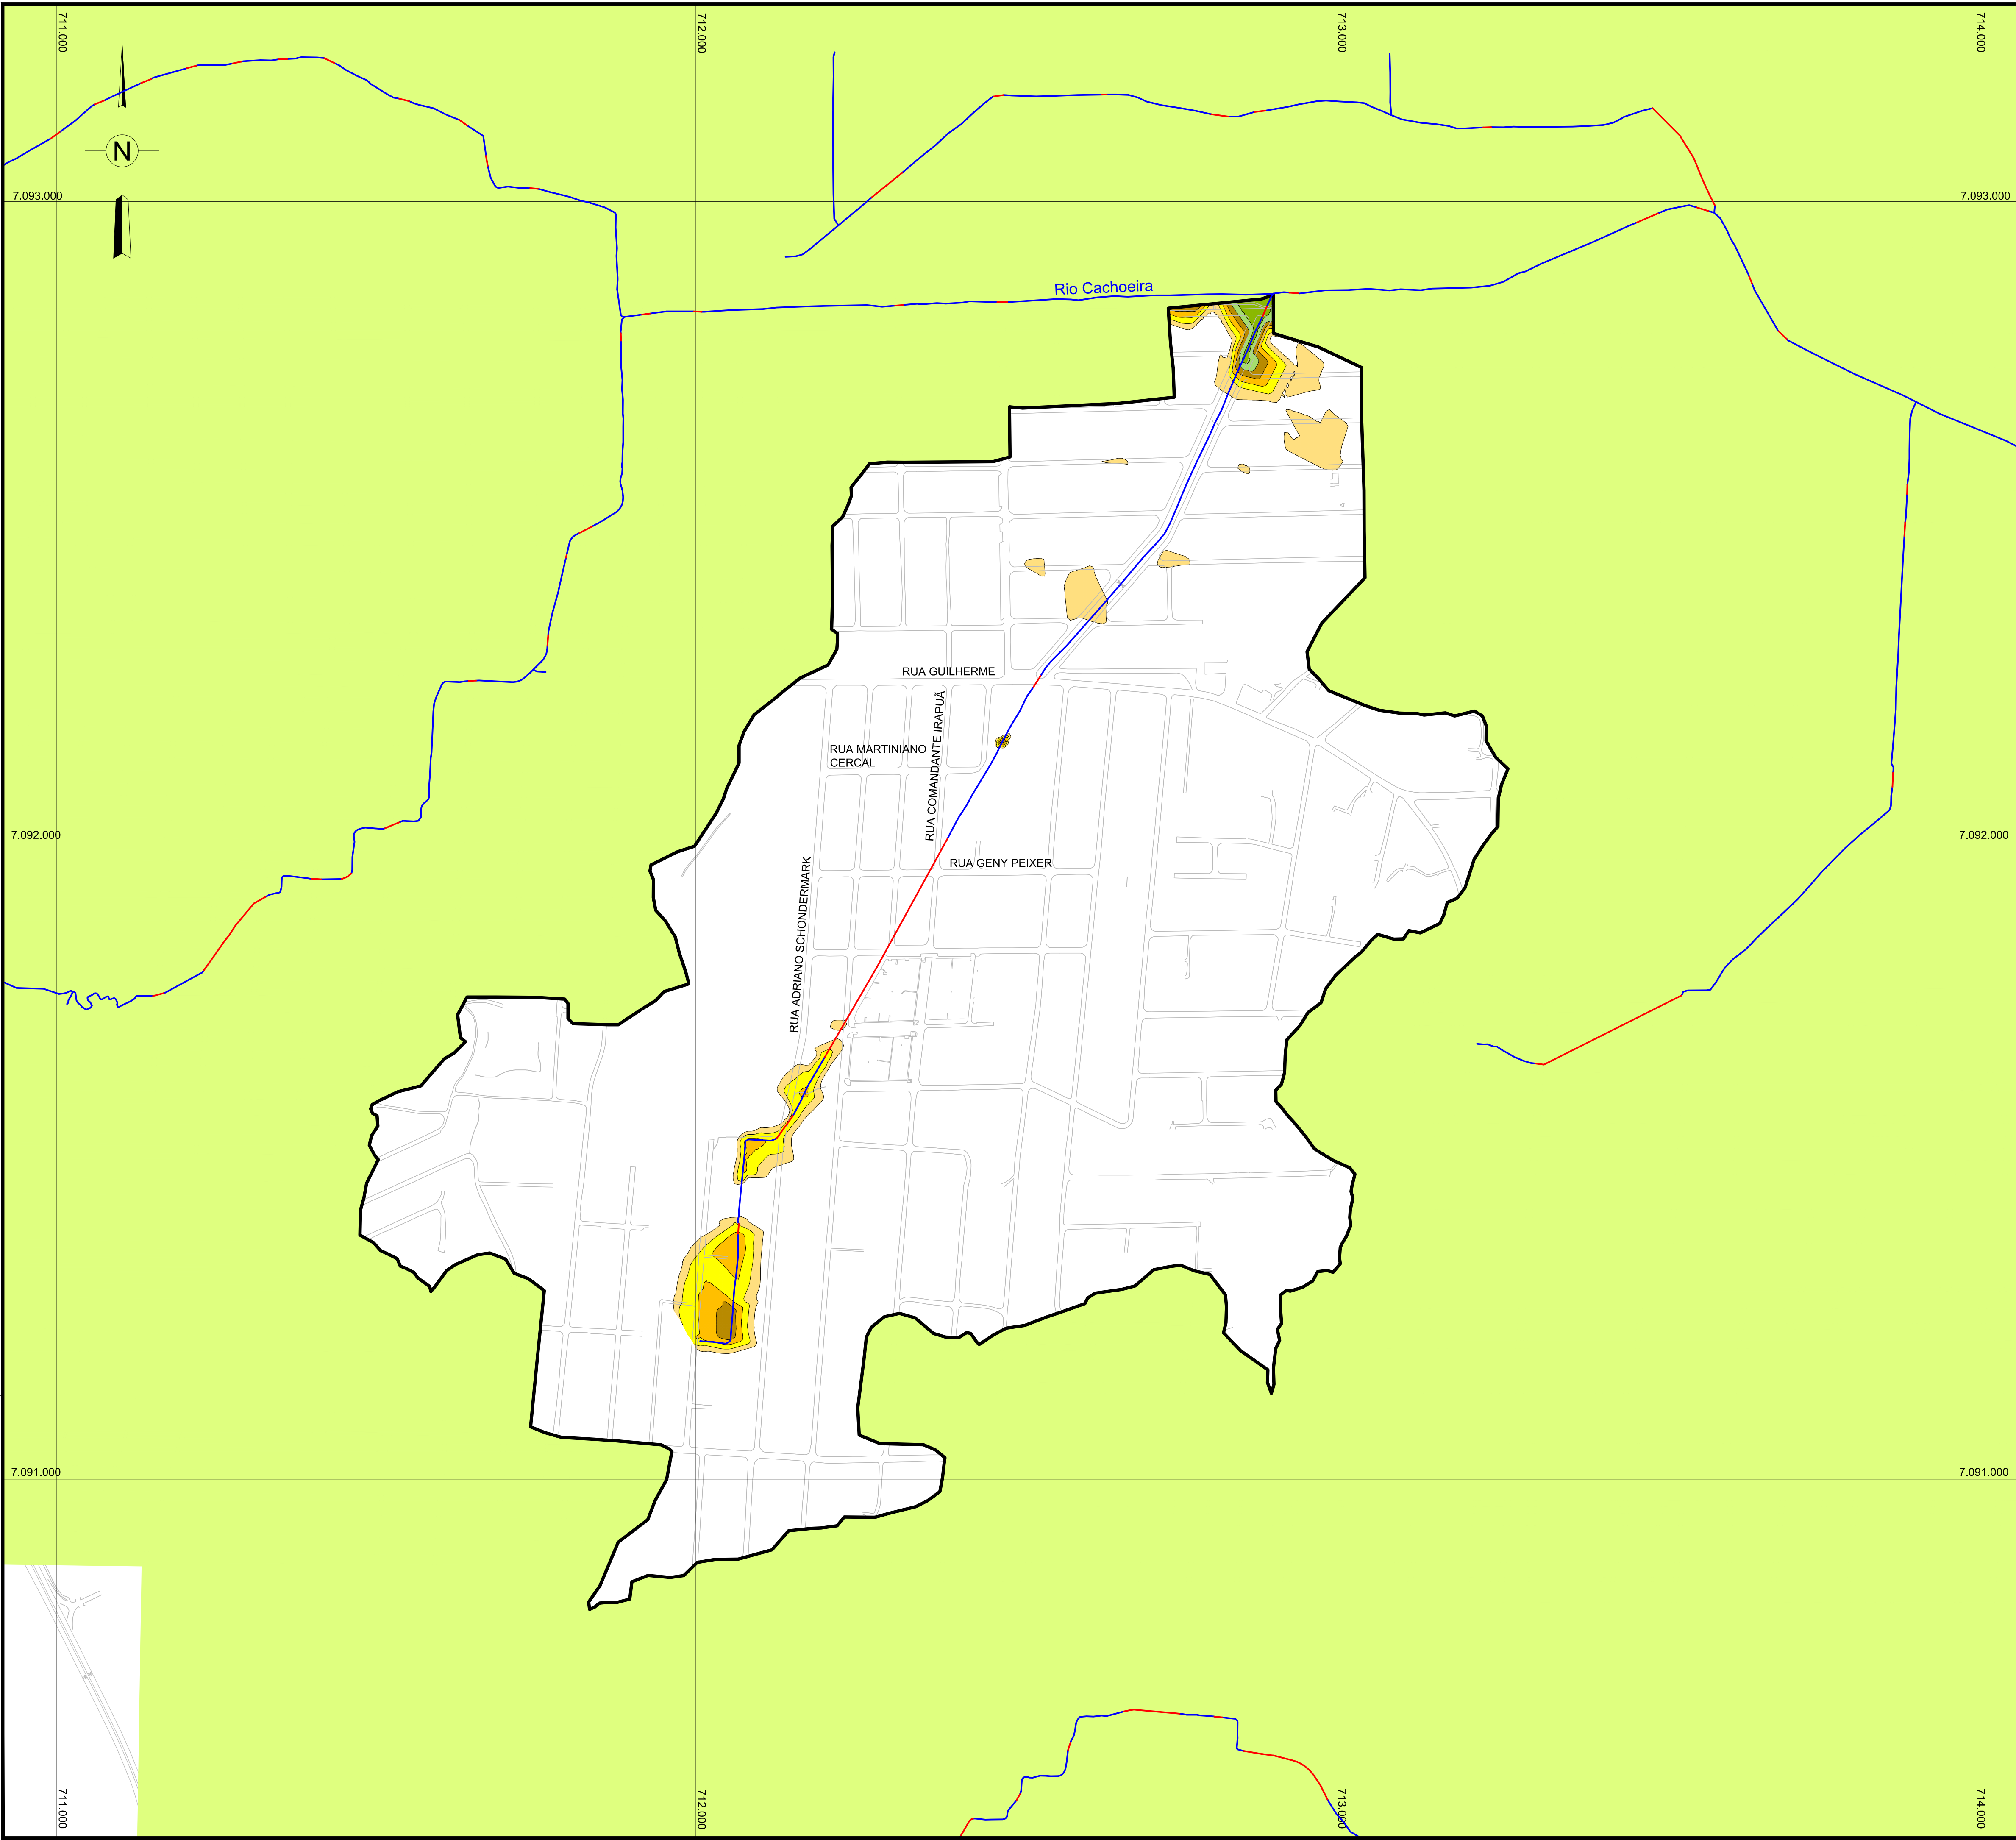 711.000
712.000
713.000
714.000
N
7.093.000
7.093.000
Rio Cachoeira
RUA GUILHERME
RUA COMANDANTE IRAPUÃ
RUA MARTINIANO
CERCAL
7.092.000
7.092.000
RUA GENY PEIXER
RUA ADRIANO SCHONDERMARK
7.091.000
7.091.000
711.000
712.000
713.000
714.000